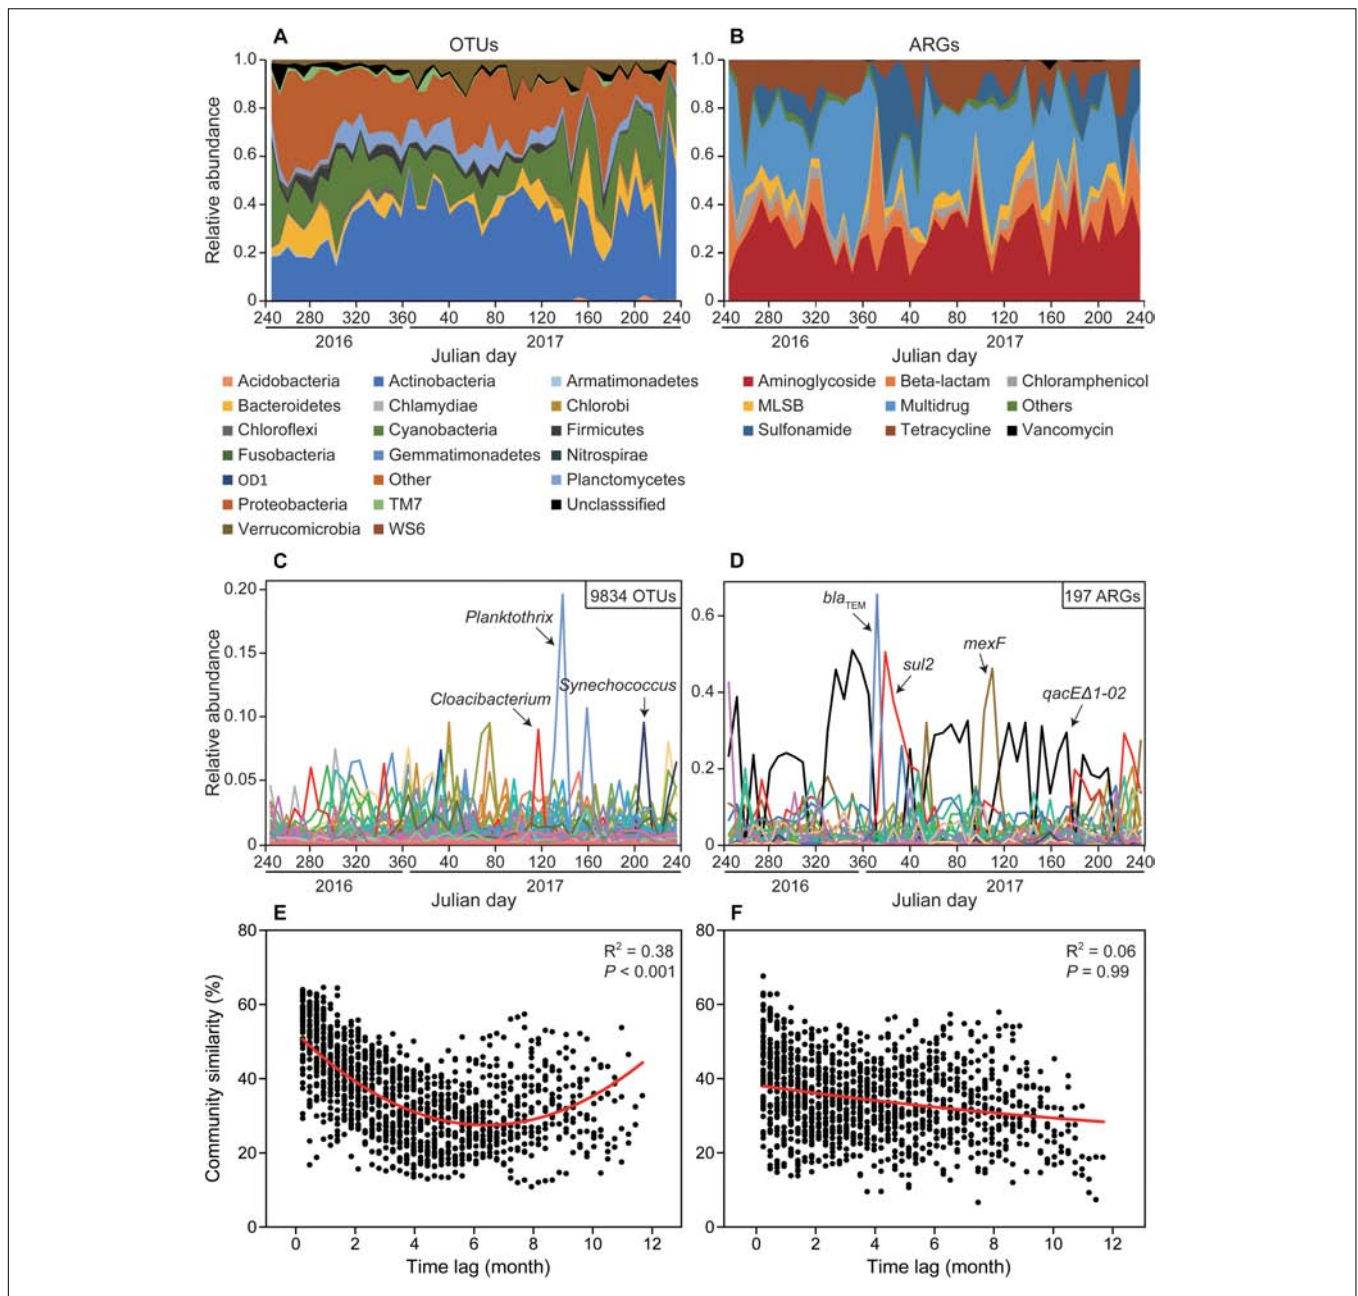 A
OTUs
B
ARGs
Relative abundance
1.0
0.8
0.6
0.4
0.2
0
240 280 320 360 40 80 120 160 200 240
2016 2017
Julian day
1.0
0.8
0.6
0.4
0.2
0
240 280 320 360 40 80 120 160 200 240
2016 2017
Julian day
Acidobacteria Actinobacteria Armatimonadetes
Bacteroidetes Chlamydiae Chlorobi
Chloroflexi Cyanobacteria Firmicutes
Fusobacteria Gemmatimonadetes Nitrospirae
OD1 Other Planctomycetes
Proteobacteria TM7 Unclasssified
Verrucomicrobia WS6
Aminoglycoside Beta-lactam Chloramphenicol
MLSB Multidrug Others
Sulfonamide Tetracycline Vancomycin
C
9834 OTUs
Relative abundance
0.20
0.15
0.10
0.05
0
Planktothrix
Cloacibacterium
Synechococcus
240 280 320 360 40 80 120 160 200 240
2016 2017
Julian day
D
197 ARGs
0.6
0.4
0.2
0
blaTEM
sul2
mexF
qacEΔ1-02
240 280 320 360 40 80 120 160 200 240
2016 2017
Julian day
E
Community similarity (%)
80
60
40
20
0
R² = 0.38
P < 0.001
0 2 4 6 8 10 12
Time lag (month)
F
80
60
40
20
0
R² = 0.06
P = 0.99
0 2 4 6 8 10 12
Time lag (month)